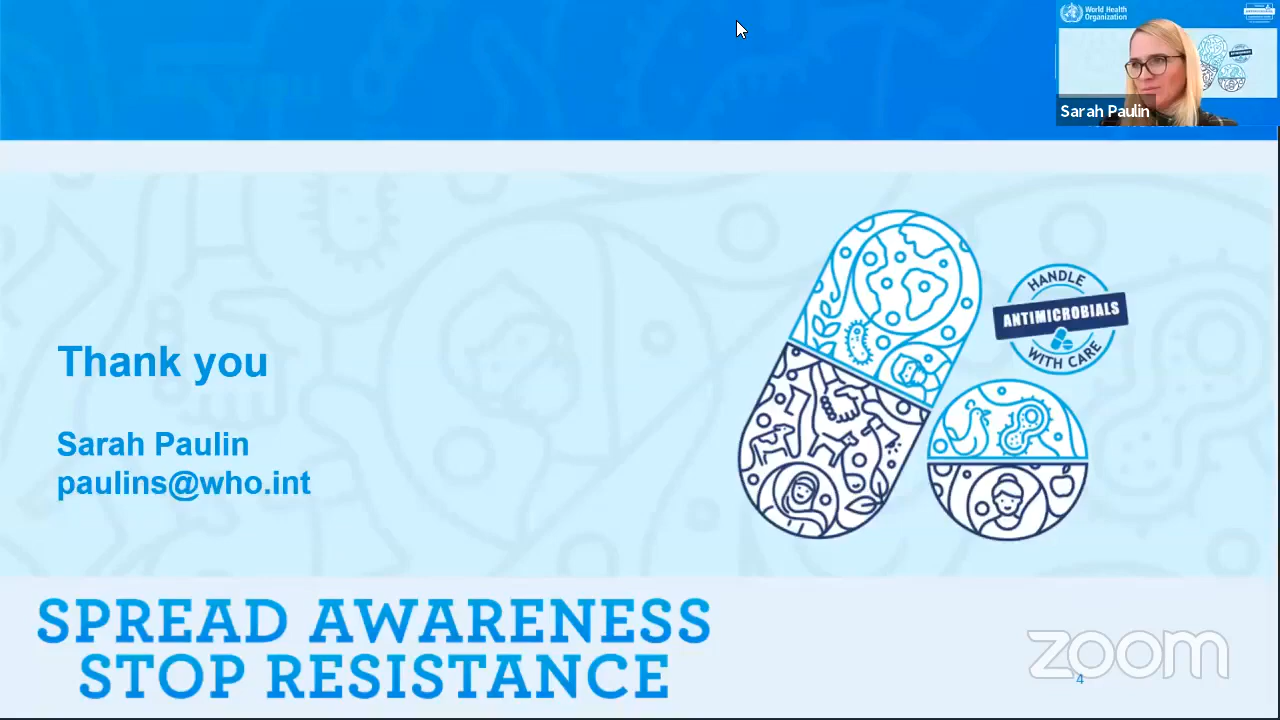 World Health
Organization
Sarah Paulin
HANDLE
ANTIMICROBIALS
WITH CARE
Thank you
Sarah Paulin
paulins@who.int
SPREAD AWARENESS
STOP RESISTANCE
zoom
4